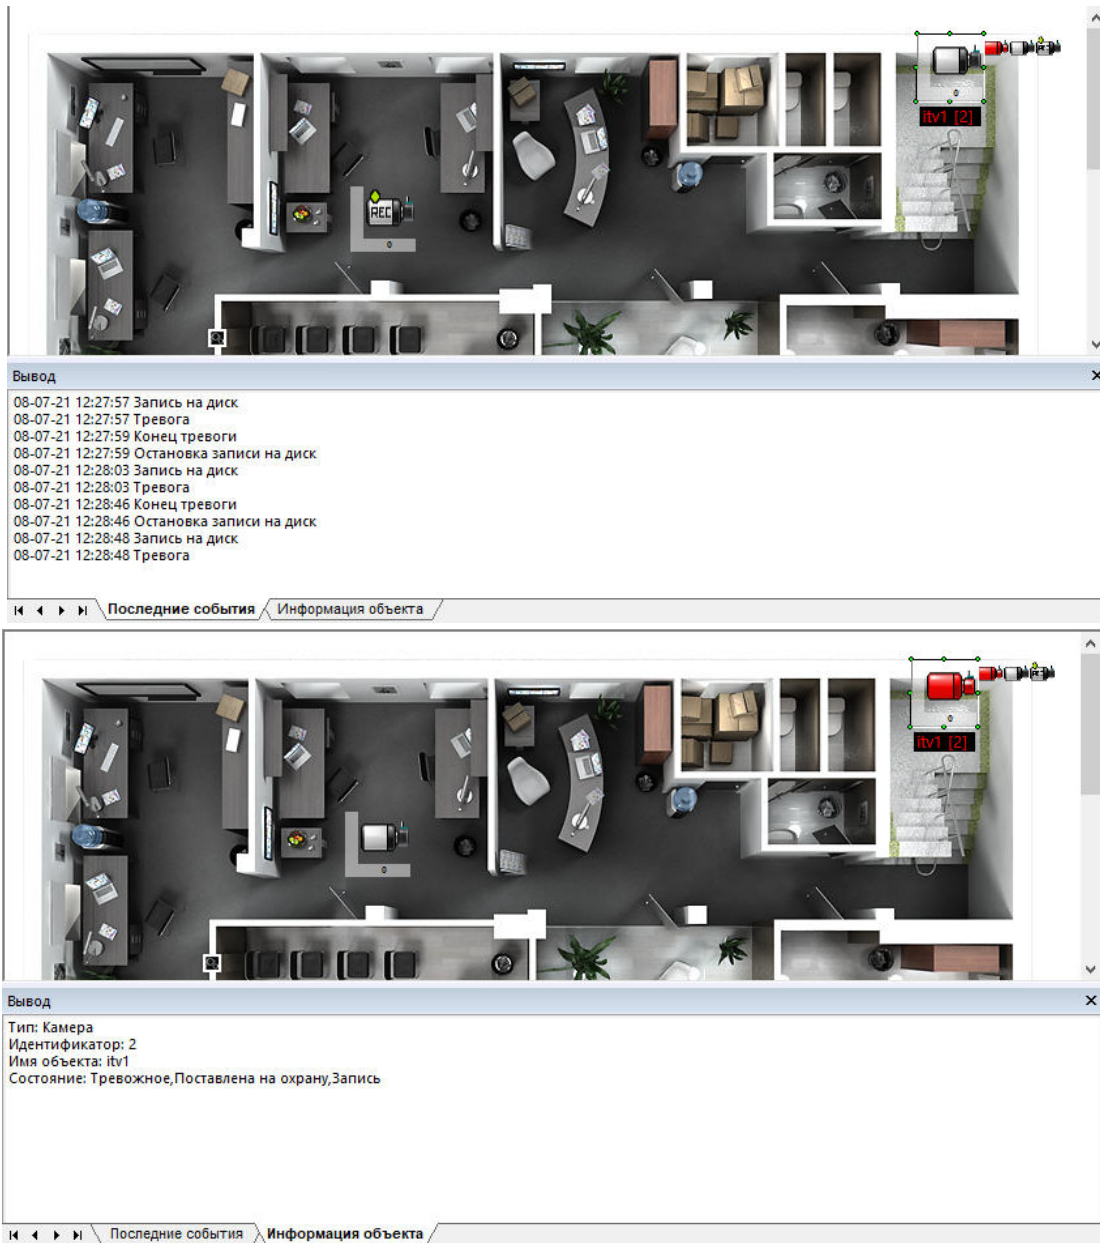 itv1 [2]
REC
Вывод
08-07-21 12:27:57 Запись на диск
08-07-21 12:27:57 Тревога
08-07-21 12:27:59 Конец тревоги
08-07-21 12:27:59 Остановка записи на диск
08-07-21 12:28:03 Запись на диск
08-07-21 12:28:03 Тревога
08-07-21 12:28:46 Конец тревоги
08-07-21 12:28:46 Остановка записи на диск
08-07-21 12:28:48 Запись на диск
08-07-21 12:28:48 Тревога
Последние события Информация объекта
itv1 [2]
Вывод
Тип: Камера
Идентификатор: 2
Имя объекта: itv1
Состояние: Тревожное,Поставлена на охрану,Запись
Последние события Информация объекта